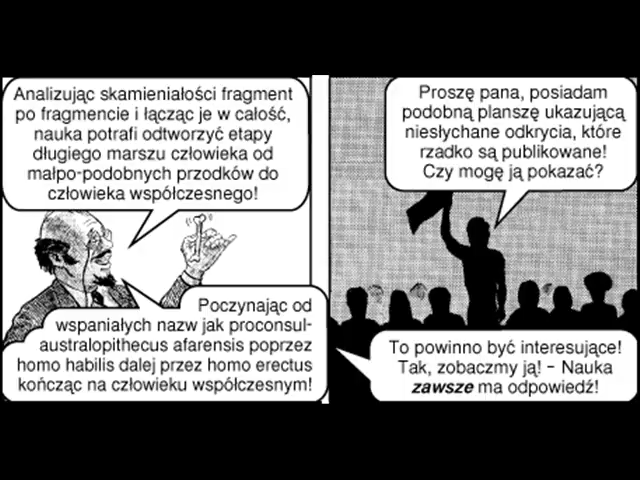 Analizując skamieniałości fragment
po fragmencie i łącząc je w całość,
nauka potrafi odtworzyć etapy
długiego marszu człowieka od
małpo-podobnych przodków do
człowieka współczesnego!
Poczynając od
wspaniałych nazw jak proconsul-
australopithecus afarensis poprzez
homo habilis dalej przez homo erectus
kończąc na człowieku współczesnym!
Proszę pana, posiadam
podobną planszę ukazującą
niesłychane odkrycia, które
rzadko są publikowane!
Czy mogę ją pokazać?
To powinno być interesujące!
Tak, zobaczmy ją! – Nauka
zawsze ma odpowiedź!